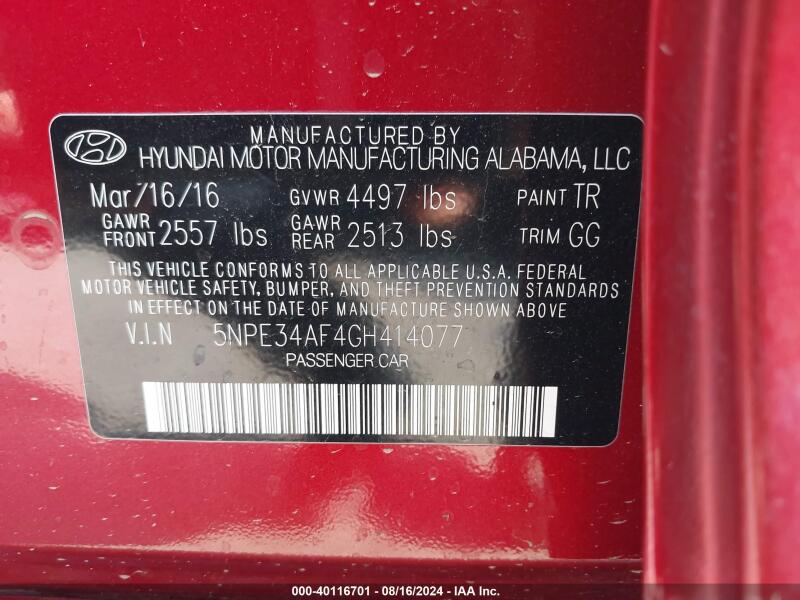 MANUFACTURED BY
HYUNDAI MOTOR MANUFACTURING ALABAMA, LLC
Mar/16/16 GVWR 4497 lbs PAINT TR
GAWR FRONT 2557 lbs GAWR REAR 2513 lbs TRIM GG
THIS VEHICLE CONFORMS TO ALL APPLICABLE U.S.A. FEDERAL
MOTOR VEHICLE SAFETY, BUMPER, AND THEFT PREVENTION STANDARDS
IN EFFECT ON THE DATE OF MANUFACTURE SHOWN ABOVE
V.I.N 5NPE34AF4GH414077
PASSENGER CAR
000-40116701 - 08/16/2024 - IAA Inc.